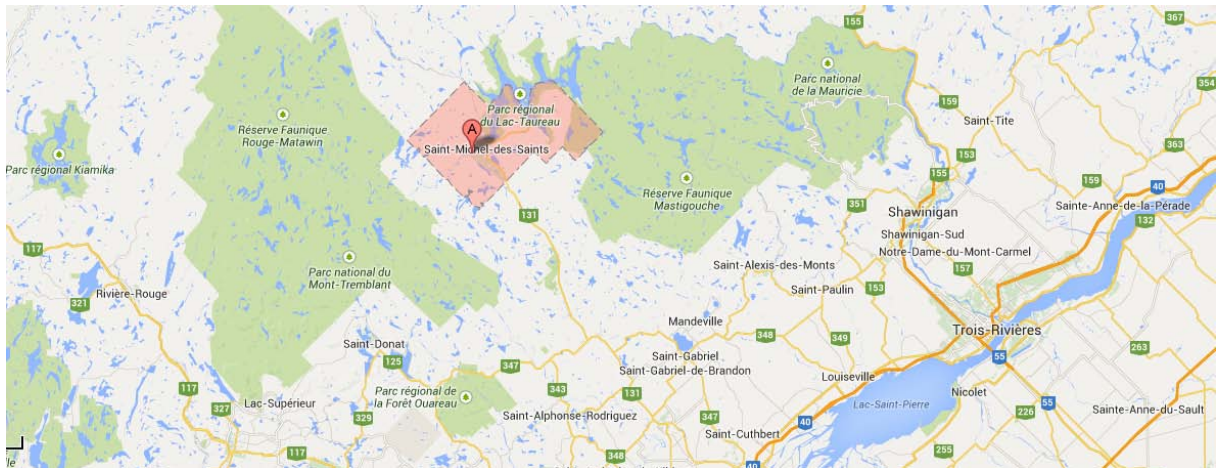 155
367
354
Parc national
de la Mauricie
Parc régional
du Lac-Taureau
Réserve Faunique
Rouge-Matawin
159
Saint-Tite
A
Saint-Michel-des-Saints
363
153
Parc régional Kiamika
155
Réserve Faunique
Mastigouche
159
40
351
Sainte-Anne-de-la-Pérade
Shawinigan
131
132
Shawinigan-Sud
Notre-Dame-du-Mont-Carmel
117
Parc national du
Mont-Tremblant
Saint-Alexis-des-Monts
157
Saint-Paulin
153
Rivière-Rouge
321
Mandeville
Trois-Rivières
348
349
Saint-Donat
263
125
347
Saint-Gabriel
Saint-Gabriel-de-Brandon
55
Louiseville
117
Parc régional de
la Forêt Ouareau
343
131
Nicolet
Lac-Supérieur
327
Lac-Saint-Pierre
55
329
Saint-Alphonse-Rodriguez
347
40
226
Sainte-Anne-du-Sault
Saint-Cuthbert
117
348
255
40